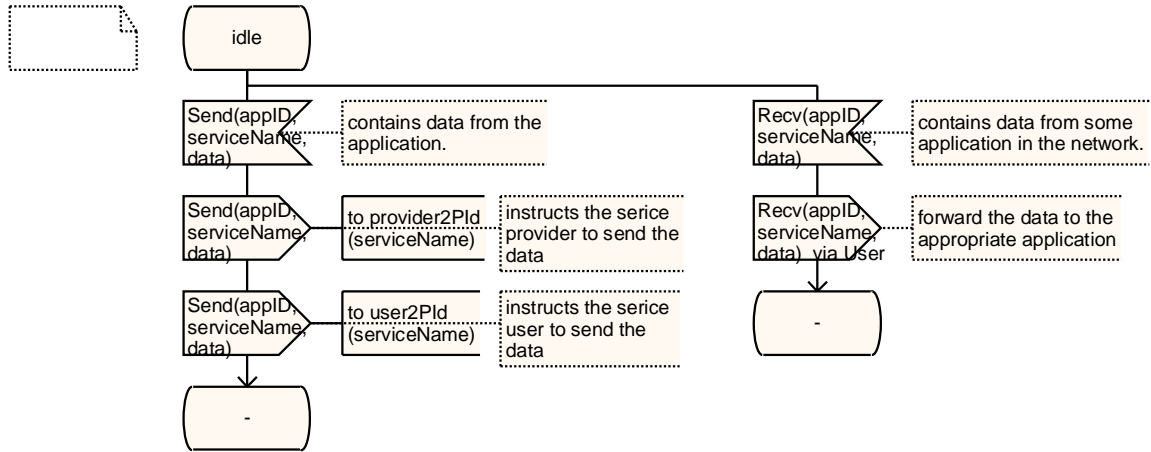 idle
Send(appID,
serviceName,
data)
contains data from the
application.
Send(appID,
serviceName,
data)
to provider2PId
(serviceName)
instructs the serice
provider to send the
data
Send(appID,
serviceName,
data)
to user2PId
(serviceName)
instructs the serice
user to send the
data
-
Recv(appID,
serviceName,
data)
contains data from some
application in the network.
Recv(appID,
serviceName,
data) via User
forward the data to the
appropriate application
-